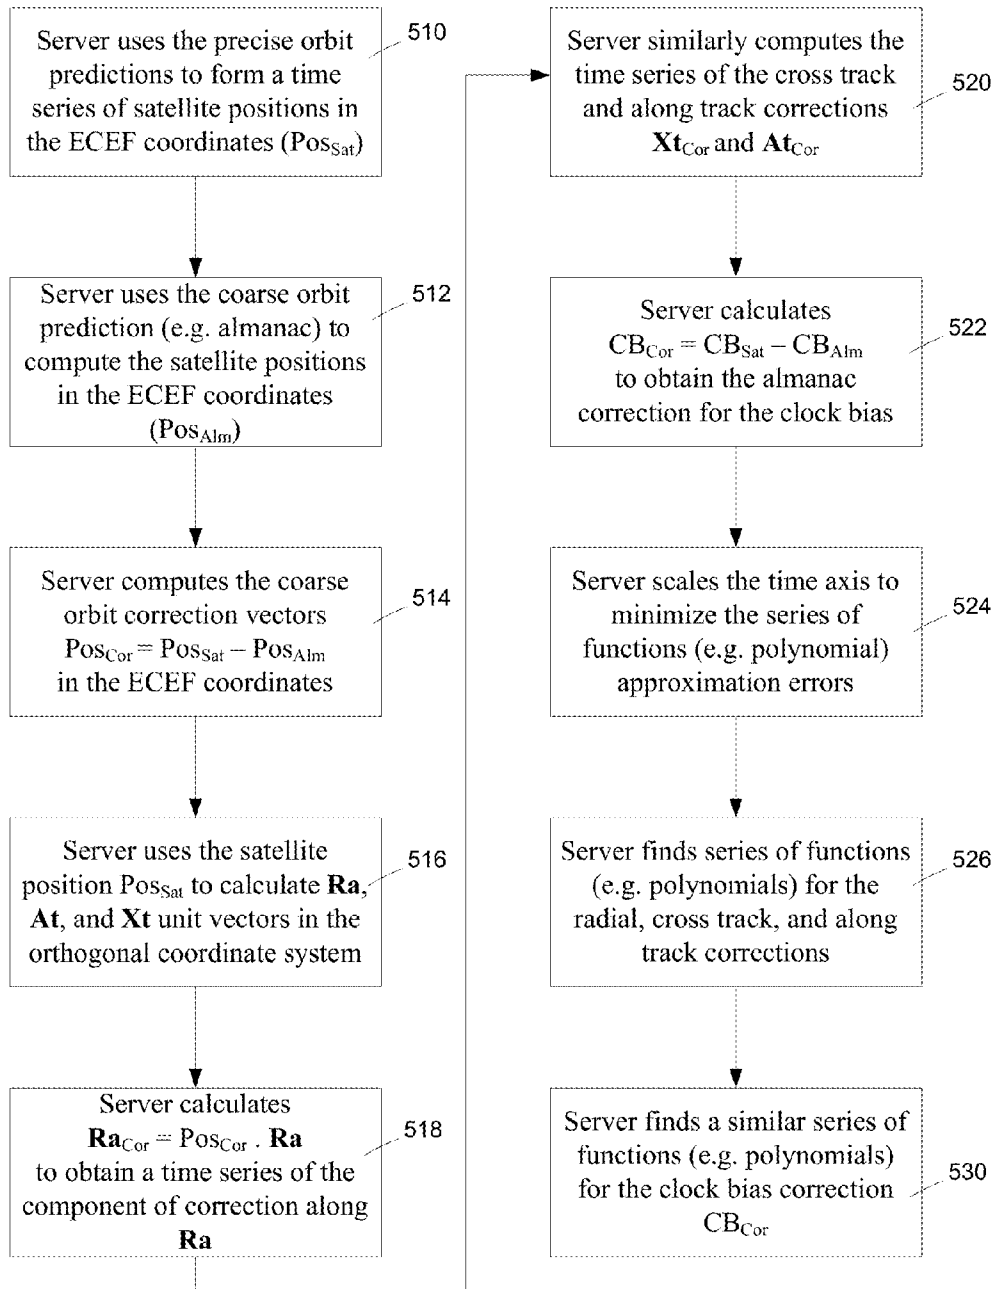 Server uses the precise orbit
predictions to form a time
series of satellite positions in
the ECEF coordinates (PosSat)
510
Server uses the coarse orbit
prediction (e.g. almanac) to
compute the satellite positions
in the ECEF coordinates
(PosAlm)
512
Server computes the coarse
orbit correction vectors
PosCor = PosSat – PosAlm
in the ECEF coordinates
514
Server uses the satellite
position PosSat to calculate Ra,
At, and Xt unit vectors in the
orthogonal coordinate system
516
Server calculates
RaCor = PosCor . Ra
to obtain a time series of the
component of correction along
Ra
518
Server similarly computes the
time series of the cross track
and along track corrections
XtCor and AtCor
520
Server calculates
CBCor = CBSat – CBAlm
to obtain the almanac
correction for the clock bias
522
Server scales the time axis to
minimize the series of
functions (e.g. polynomial)
approximation errors
524
Server finds series of functions
(e.g. polynomials) for the
radial, cross track, and along
track corrections
526
Server finds a similar series of
functions (e.g. polynomials)
for the clock bias correction
CBCor
530